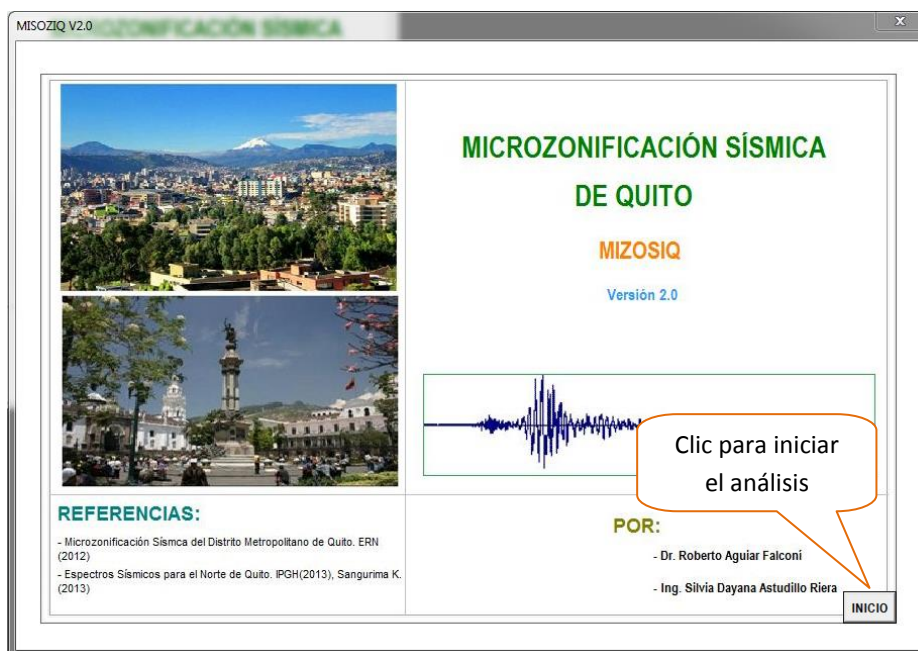 MISOZIQ V2.0
MICROZONIFICACIÓN SÍSMICA
DE QUITO
MIZOSIQ
Versión 2.0
Clic para iniciar
el análisis
REFERENCIAS:
- Microzonificación Sísmca del Distrito Metropolitano de Quito. ERN
(2012)
- Espectros Sísmicos para el Norte de Quito. IPGH(2013), Sangurima K.
(2013)
POR:
- Dr. Roberto Aguiar Falconi
- Ing. Silvia Dayana Astudillo Riera
INICIO